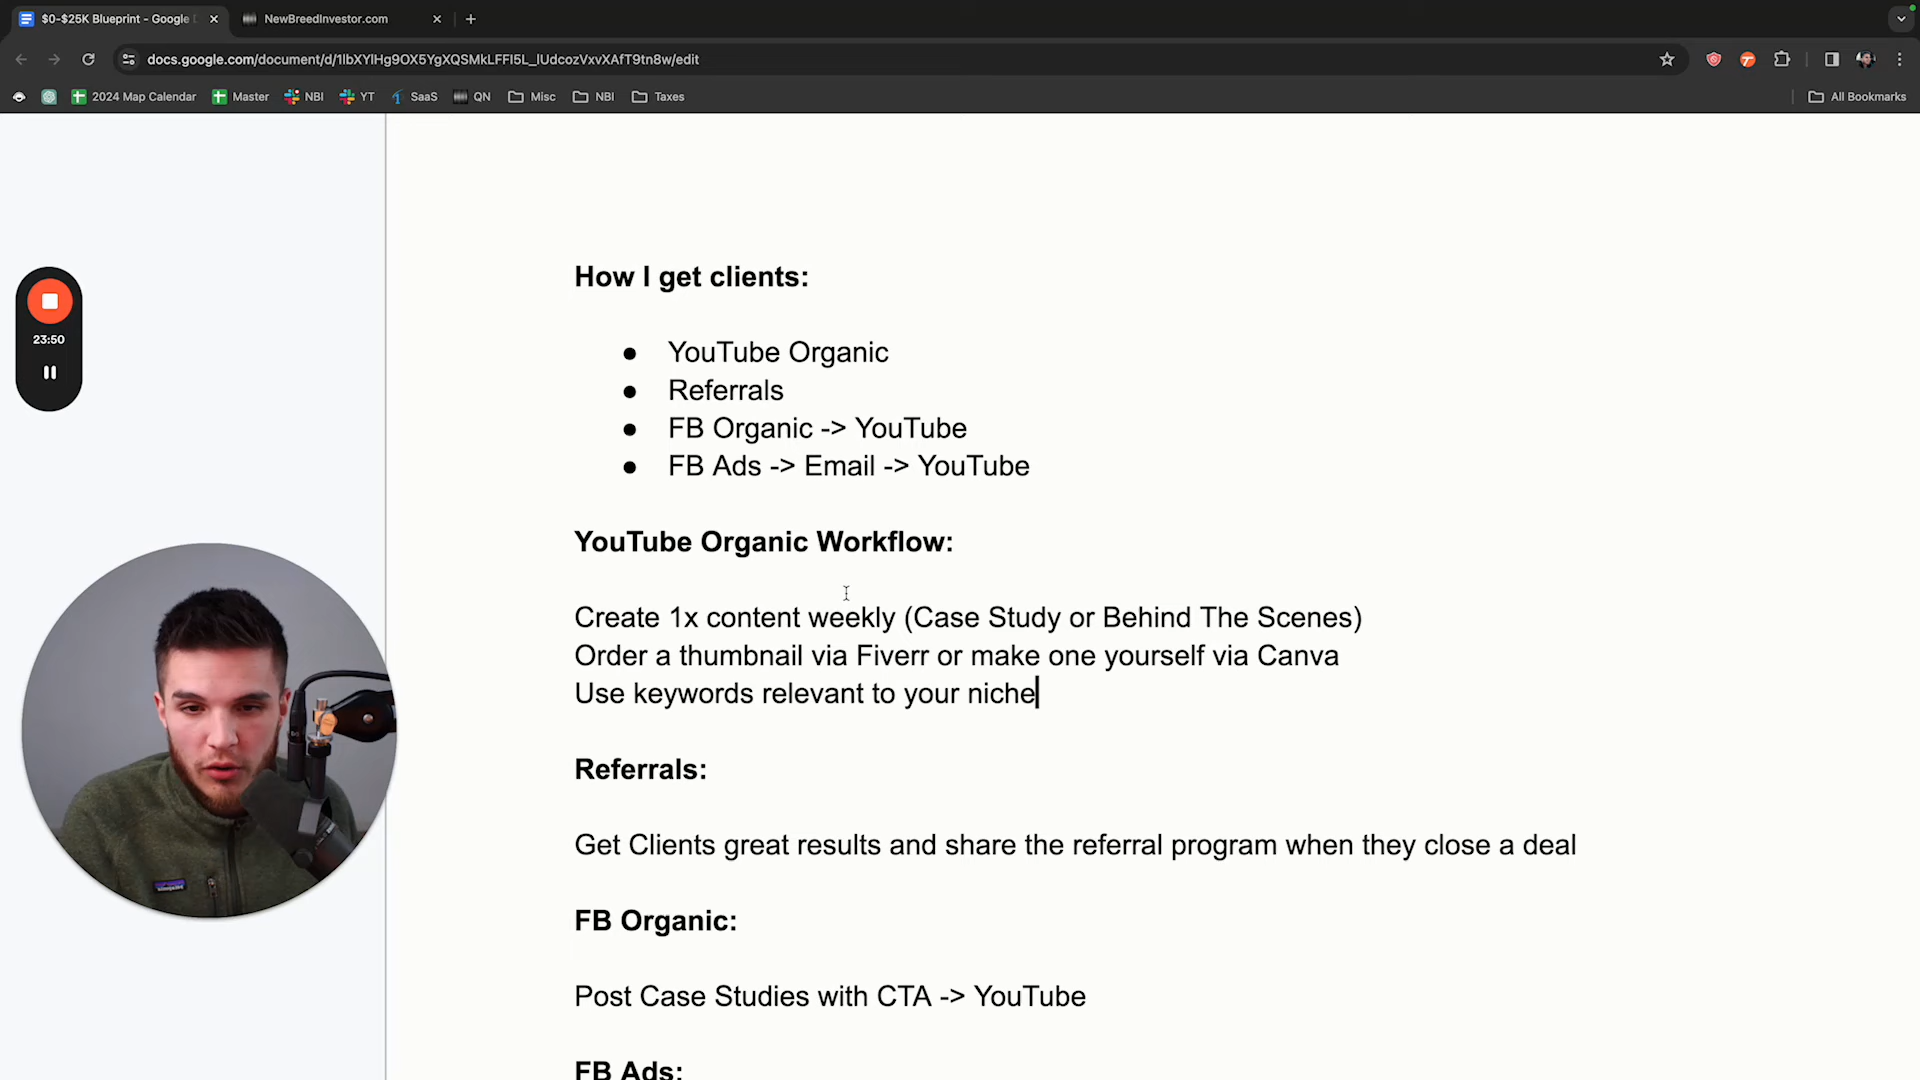 $0-$25K Blueprint - Google
NewBreedInvestor.com
docs.google.com/document/d/1lbXYlHg9OX5YgXQSMkLFFI5L_lUdcozVxvXAfT9tn8w/edit
2024 Map Calendar
Master
NBI
YT
SaaS
QN
Misc
NBI
Taxes
All Bookmarks
How I get clients:
● YouTube Organic
● Referrals
● FB Organic -> YouTube
● FB Ads -> Email -> YouTube
23:50
YouTube Organic Workflow:
Create 1x content weekly (Case Study or Behind The Scenes)
Order a thumbnail via Fiverr or make one yourself via Canva
Use keywords relevant to your niche
Referrals:
Get Clients great results and share the referral program when they close a deal
FB Organic:
Post Case Studies with CTA -> YouTube
FB Ads: